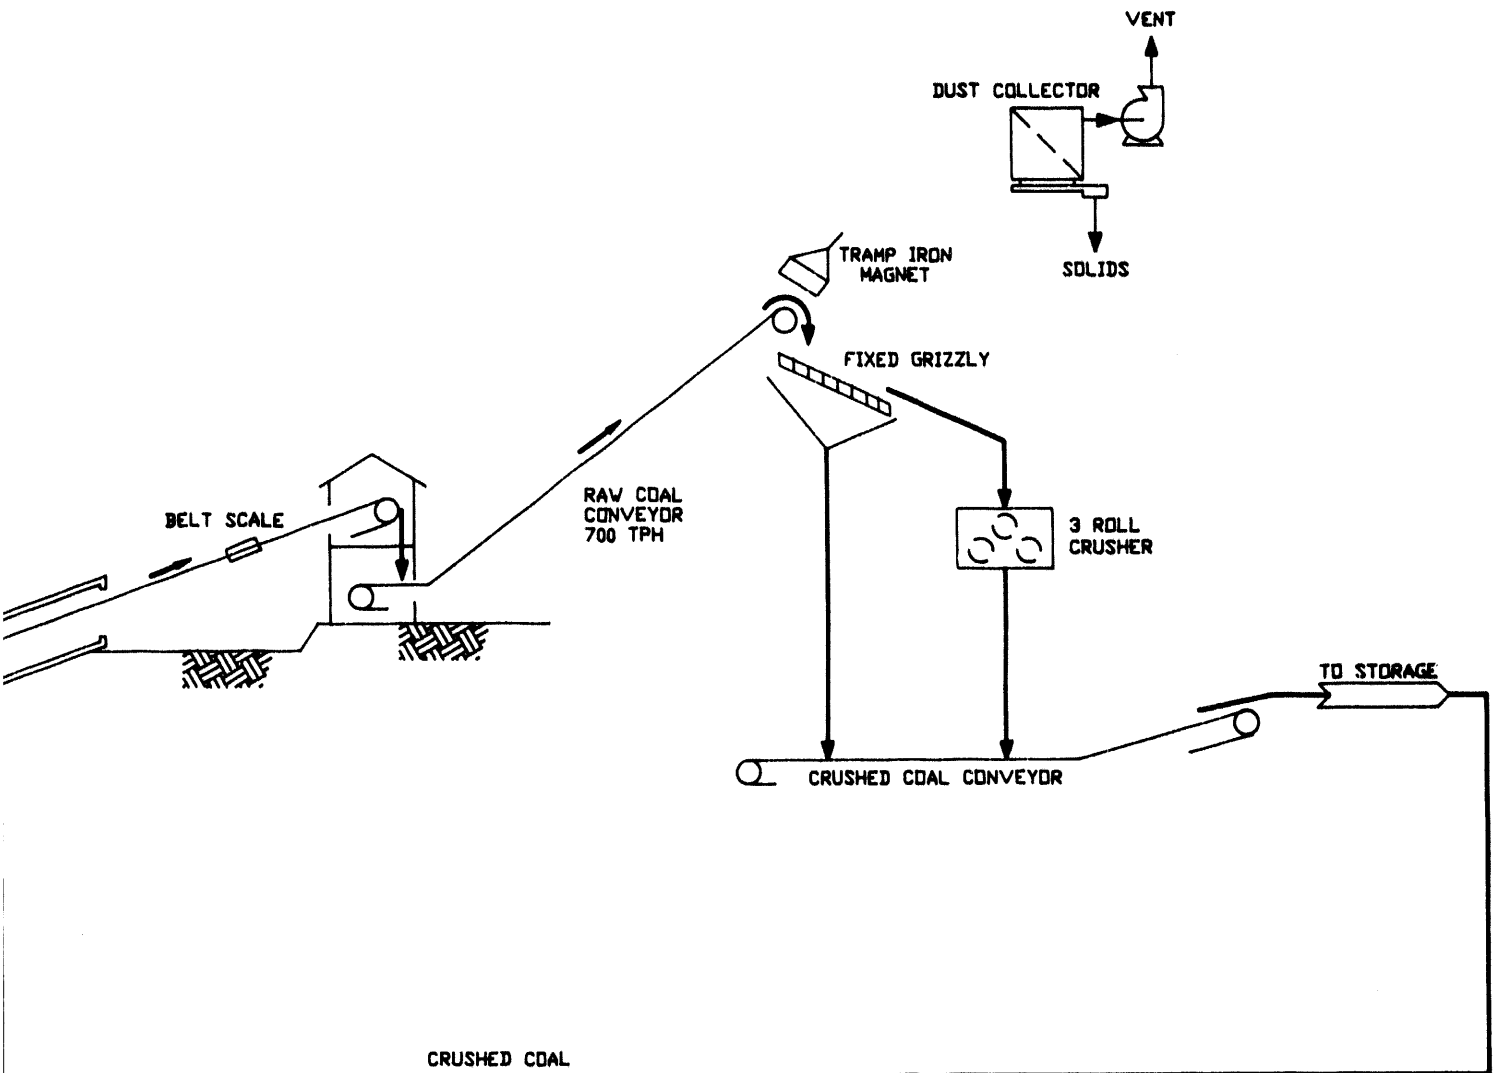 VENT
DUST COLLECTOR
SOLIDS
TRAMP IRON
MAGNET
FIXED GRIZZLY
RAW COAL
CONVEYOR
700 TPH
BELT SCALE
3 ROLL
CRUSHER
TO STORAGE
CRUSHED COAL CONVEYOR
CRUSHED COAL